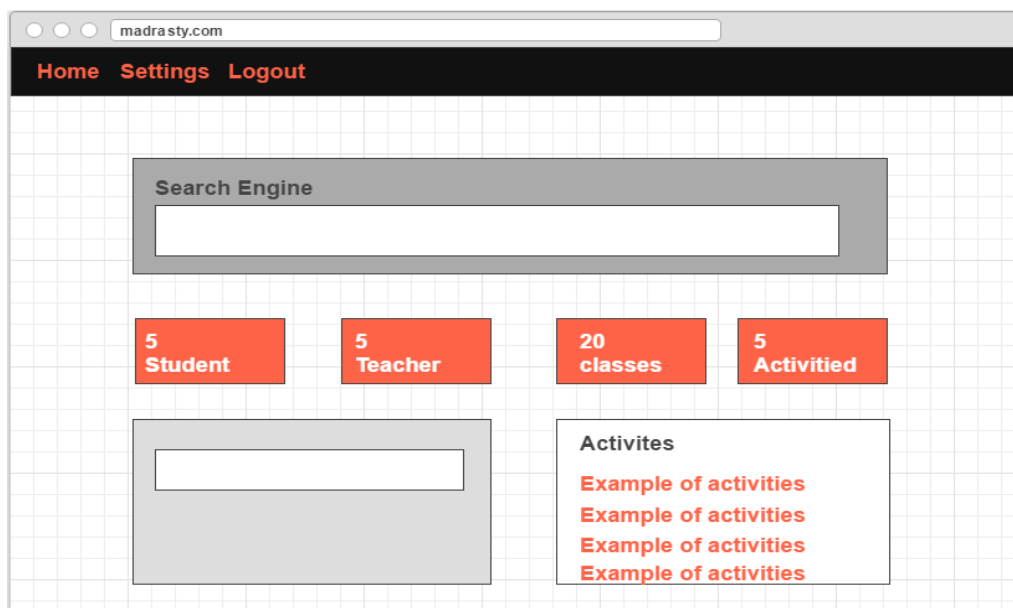 madrasty.com
Home Settings Logout
Search Engine
5
Student
5
Teacher
20
classes
5
Activitied
Activites
Example of activities
Example of activities
Example of activities
Example of activities